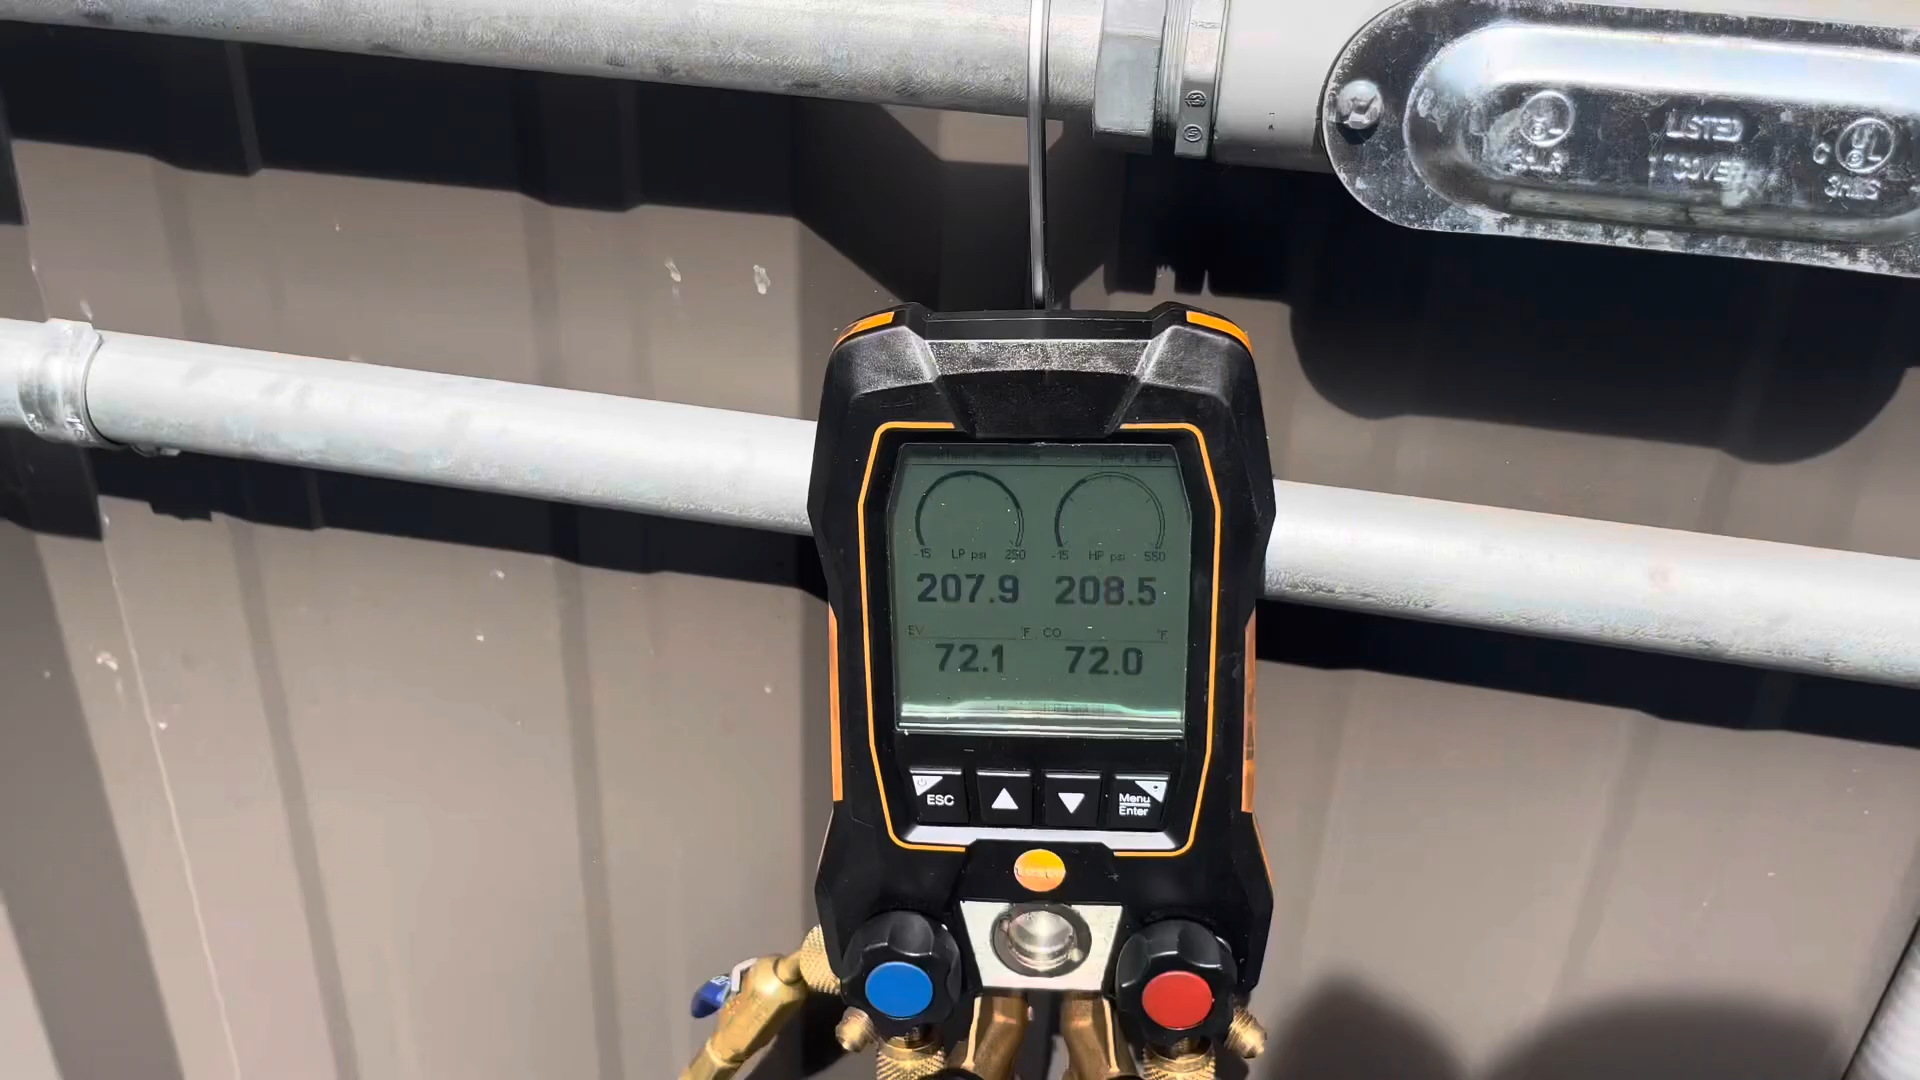 LISTED
-15 LP psi 250
-15 HP psi 550
207.9 208.5
EV °F CO °F
72.1 72.0
ESC
Menu
Enter